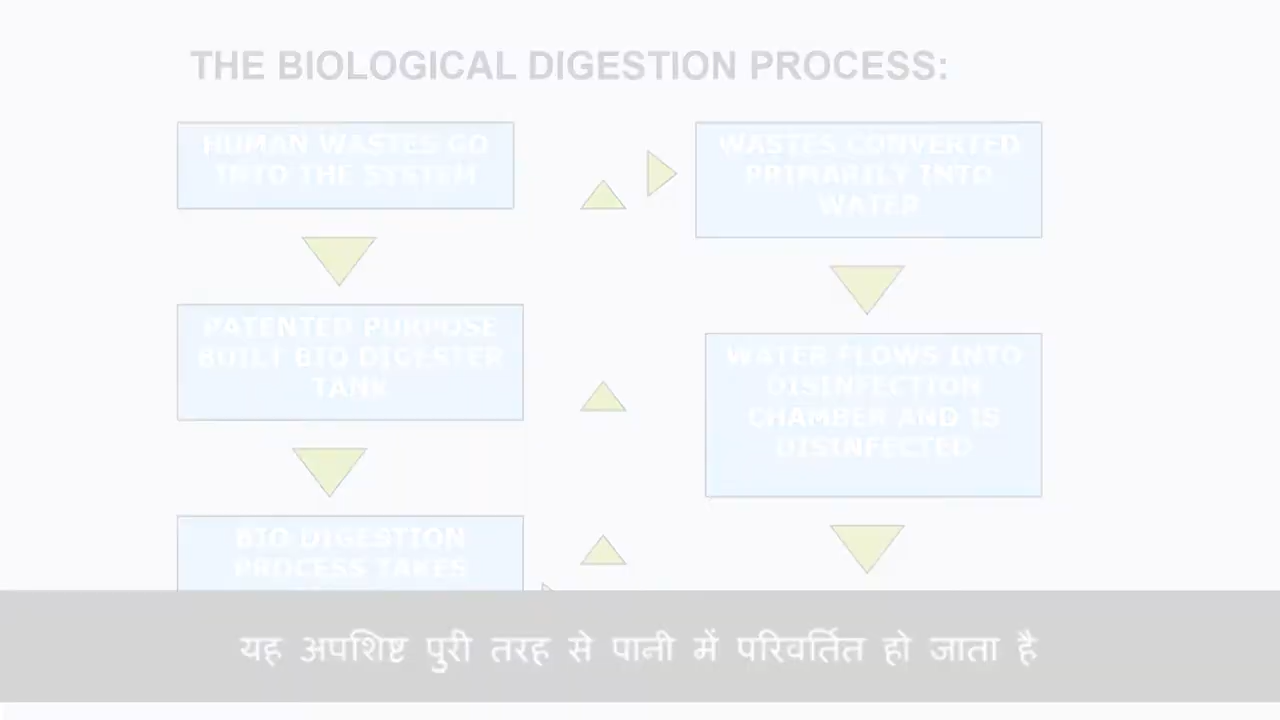 THE BIOLOGICAL DIGESTION PROCESS:
HUMAN WASTES GO
INTO THE SYSTEM
PATENTED PURPOSE
BUILT BIO DIGESTER
TANK
BIO DIGESTION
PROCESS TAKES
WASTES CONVERTED
PRIMARILY INTO
WATER
WATER FLOWS INTO
DISINFECTION
CHAMBER AND IS
DISINFECTED
यह अपशिष्ट पुरी तरह से पानी में परिवर्तित हो जाता है